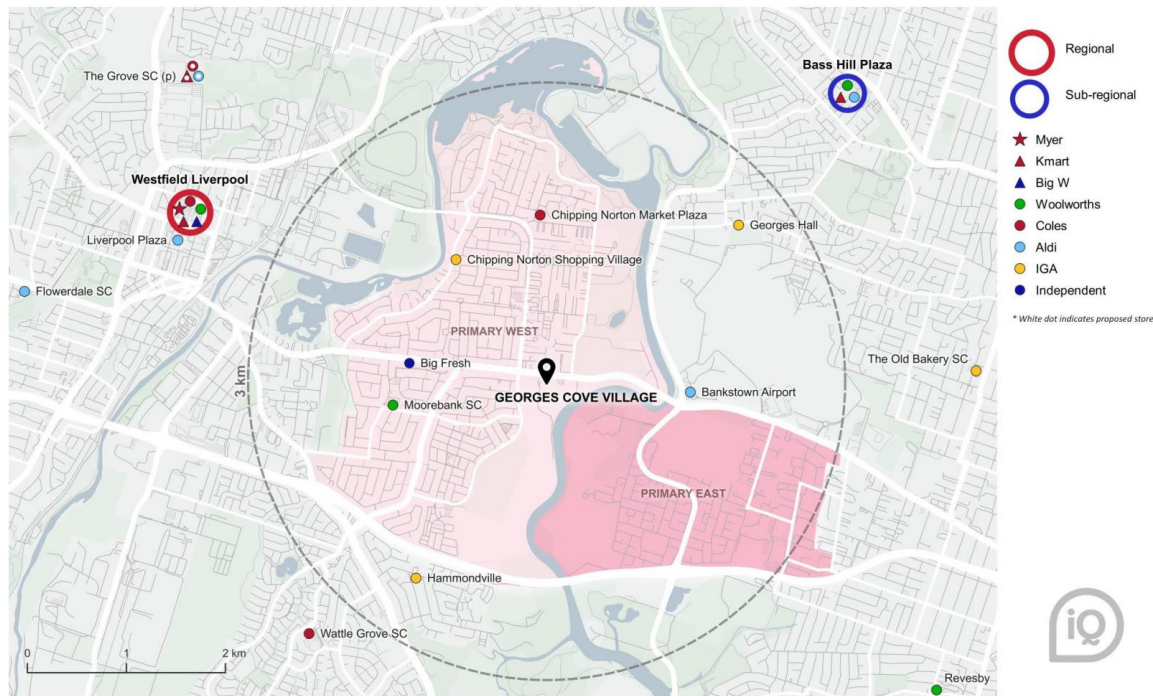 The Grove SC (p)
Bass Hill Plaza
Westfield Liverpool
Liverpool Plaza
Chipping Norton Market Plaza
Georges Hall
Chipping Norton Shopping Village
Flowerdale SC
PRIMARY WEST
Big Fresh
The Old Bakery SC
3 km
GEORGES COVE VILLAGE
Bankstown Airport
Moorebank SC
PRIMARY EAST
Hammondville
Wattle Grove SC
Revesby
0 1 2 km
Regional
Sub-regional
Myer
Kmart
Big W
Woolworths
Coles
Aldi
IGA
Independent
* White dot indicates proposed store
iQ